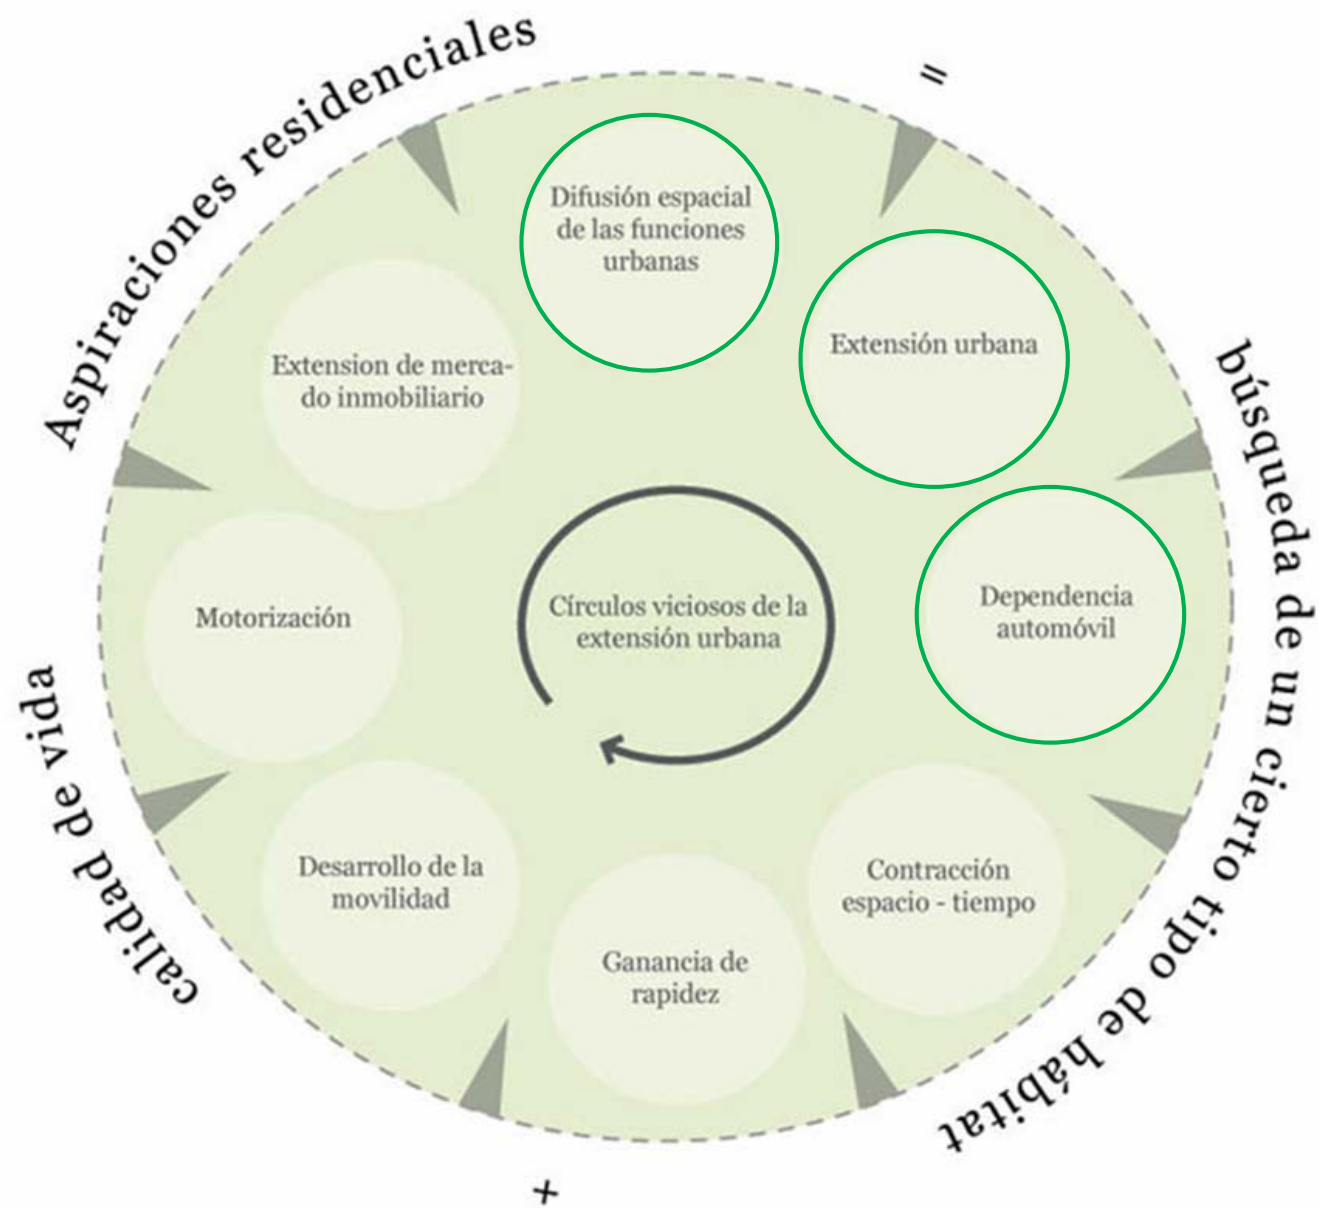 Aspiraciones residenciales
=
búsqueda de un cierto tipo de hábitat
+
calidad de vida
Difusión espacial
de las funciones
urbanas
Extensión urbana
Dependencia
automóvil
Contracción
espacio - tiempo
Ganancia de
rapidez
Desarrollo de la
movilidad
Motorización
Extension de merca-
do inmobiliario
Círculos viciosos de la
extensión urbana